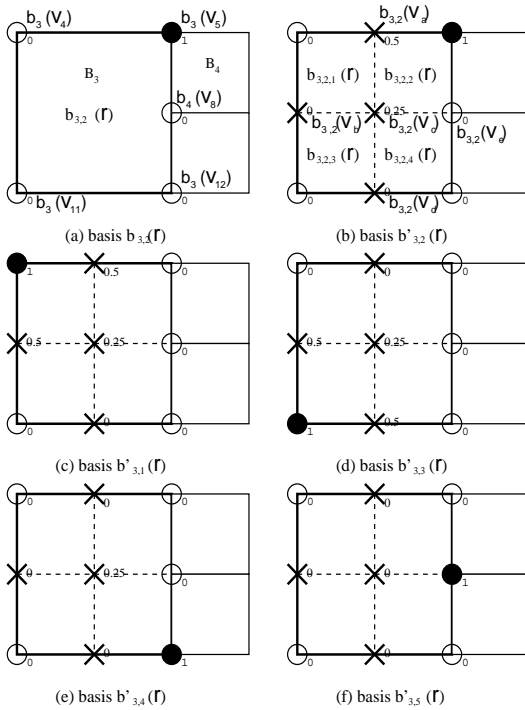 b3(V4) b3(V5)
0 1
B3 B4
b3,2(r) b4(V8)
0
b3(V12)
0 0
b3(V11)
(a) basis b3,2(r)
b3,2(Va)
0.5 1
b3,2,1(r) b3,2,2(r)
0 0.25
b3,2(Vb) b3,2(Vc) b3,2(Ve)
b3,2,3(r) b3,2,4(r)
b3,2(Vd)
0 0
(b) basis b'3,2(r)
1 0.5 0
0.5 0.25 0
0 0 0
(c) basis b'3,1(r)
0 0 0
0.5 0.25 0
1 0.5 0
(d) basis b'3,3(r)
0 0 0
0 0.25 0
0 0 1
(e) basis b'3,4(r)
0 0 0
0 0 1
0 0 0
(f) basis b'3,5(r)